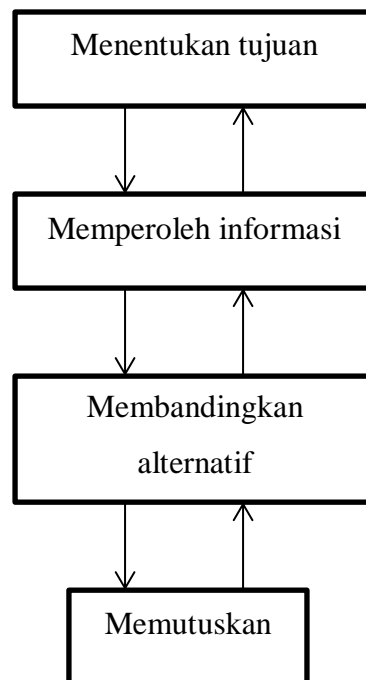 Menentukan tujuan
Memperoleh informasi
Membandingkan
alternatif
Memutuskan